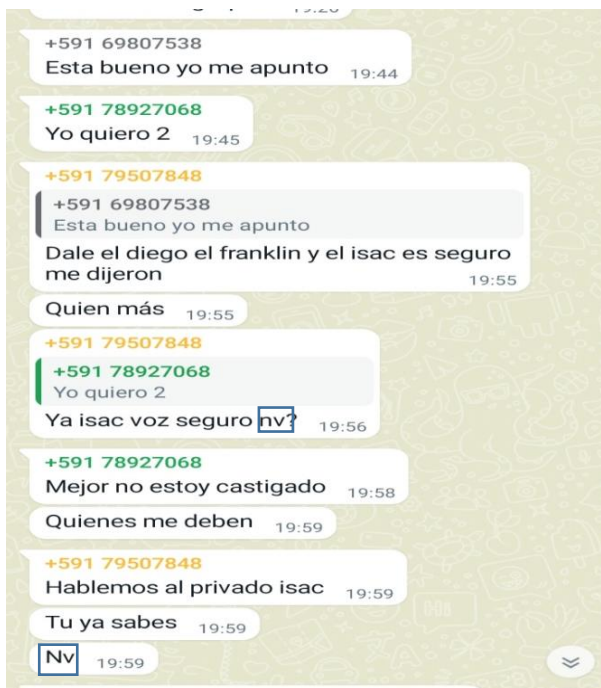 +591 69807538
Esta bueno yo me apunto 19:44
+591 78927068
Yo quiero 2 19:45
+591 79507848
+591 69807538
Esta bueno yo me apunto
Dale el diego el franklin y el isac es seguro
me dijeron 19:55
Quien más 19:55
+591 79507848
+591 78927068
Yo quiero 2
Ya isac voz seguro nv? 19:56
+591 78927068
Mejor no estoy castigado 19:58
Quienes me deben 19:59
+591 79507848
Hablemos al privado isac 19:59
Tu ya sabes 19:59
Nv 19:59